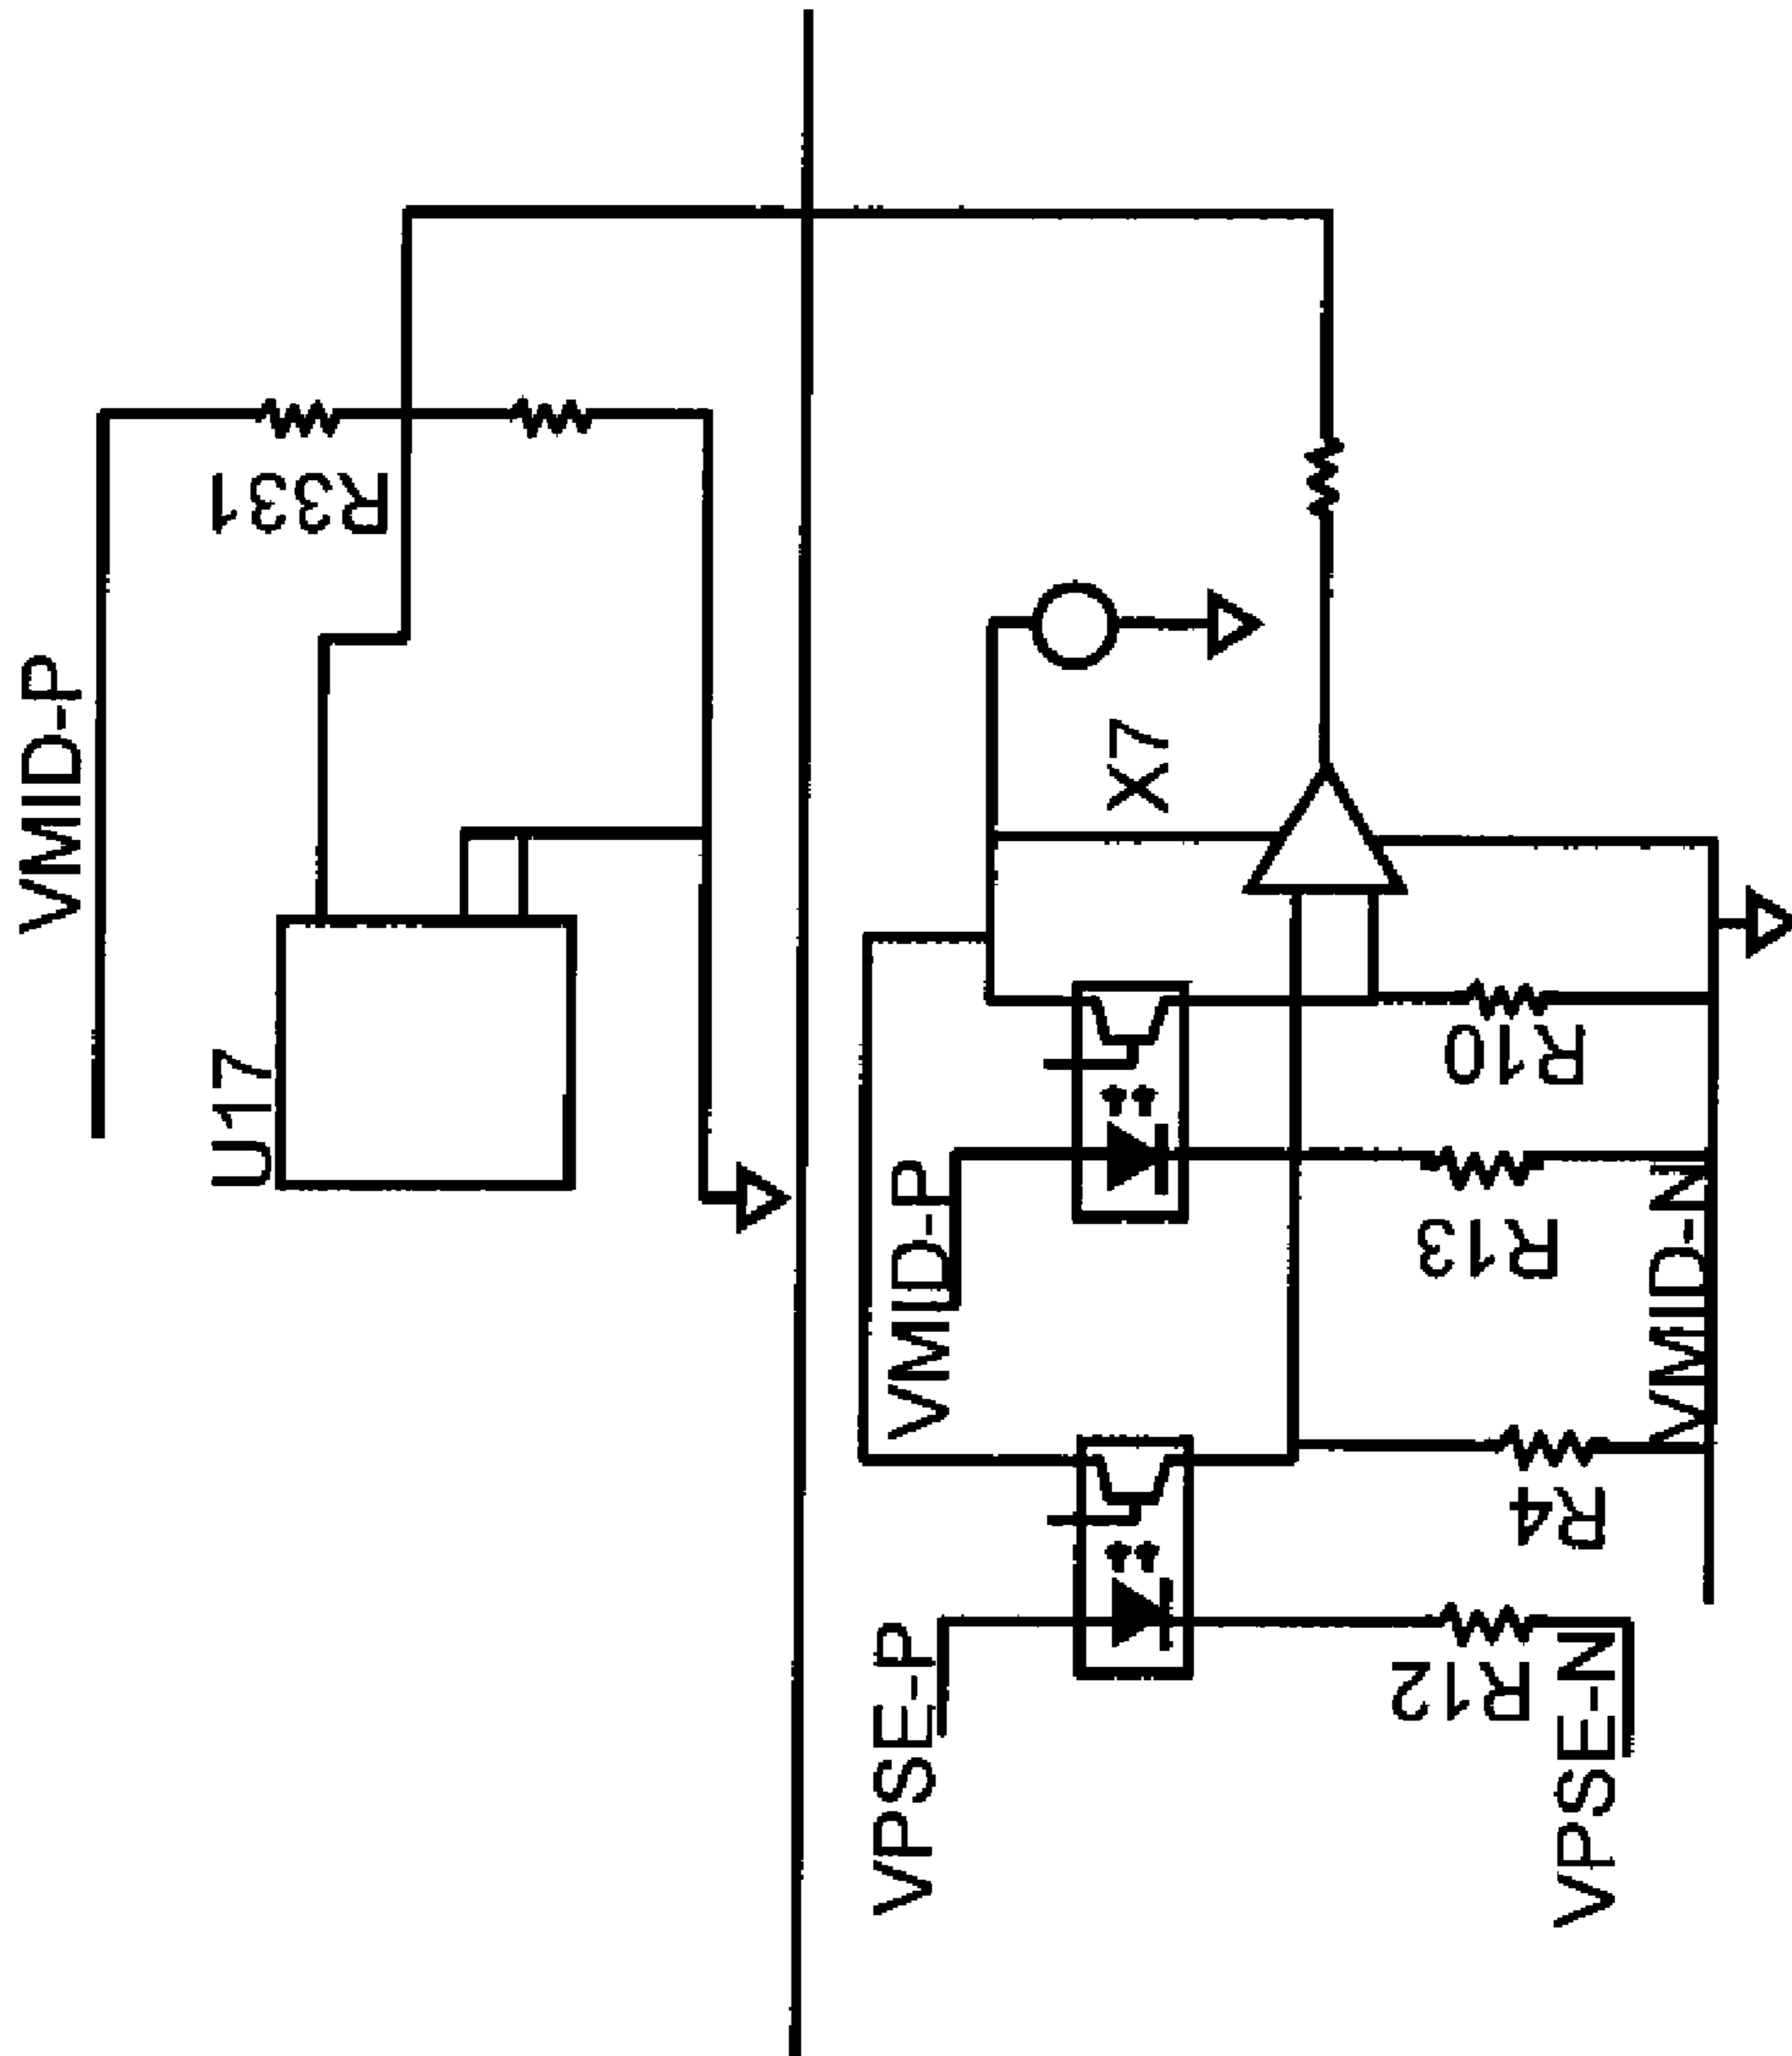 VMID-P
R331
U17
X7
R10
VMID-P
R13
VMID-N
R4
VPSE-P
R12
VPSE-N